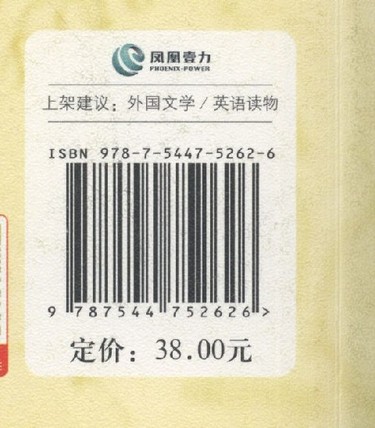 凤凰壹力
PHOENIX-POWER
上架建议：外国文学/英语读物
ISBN 978-7-5447-5262-6
9 787544 752626 >
定价：38.00元